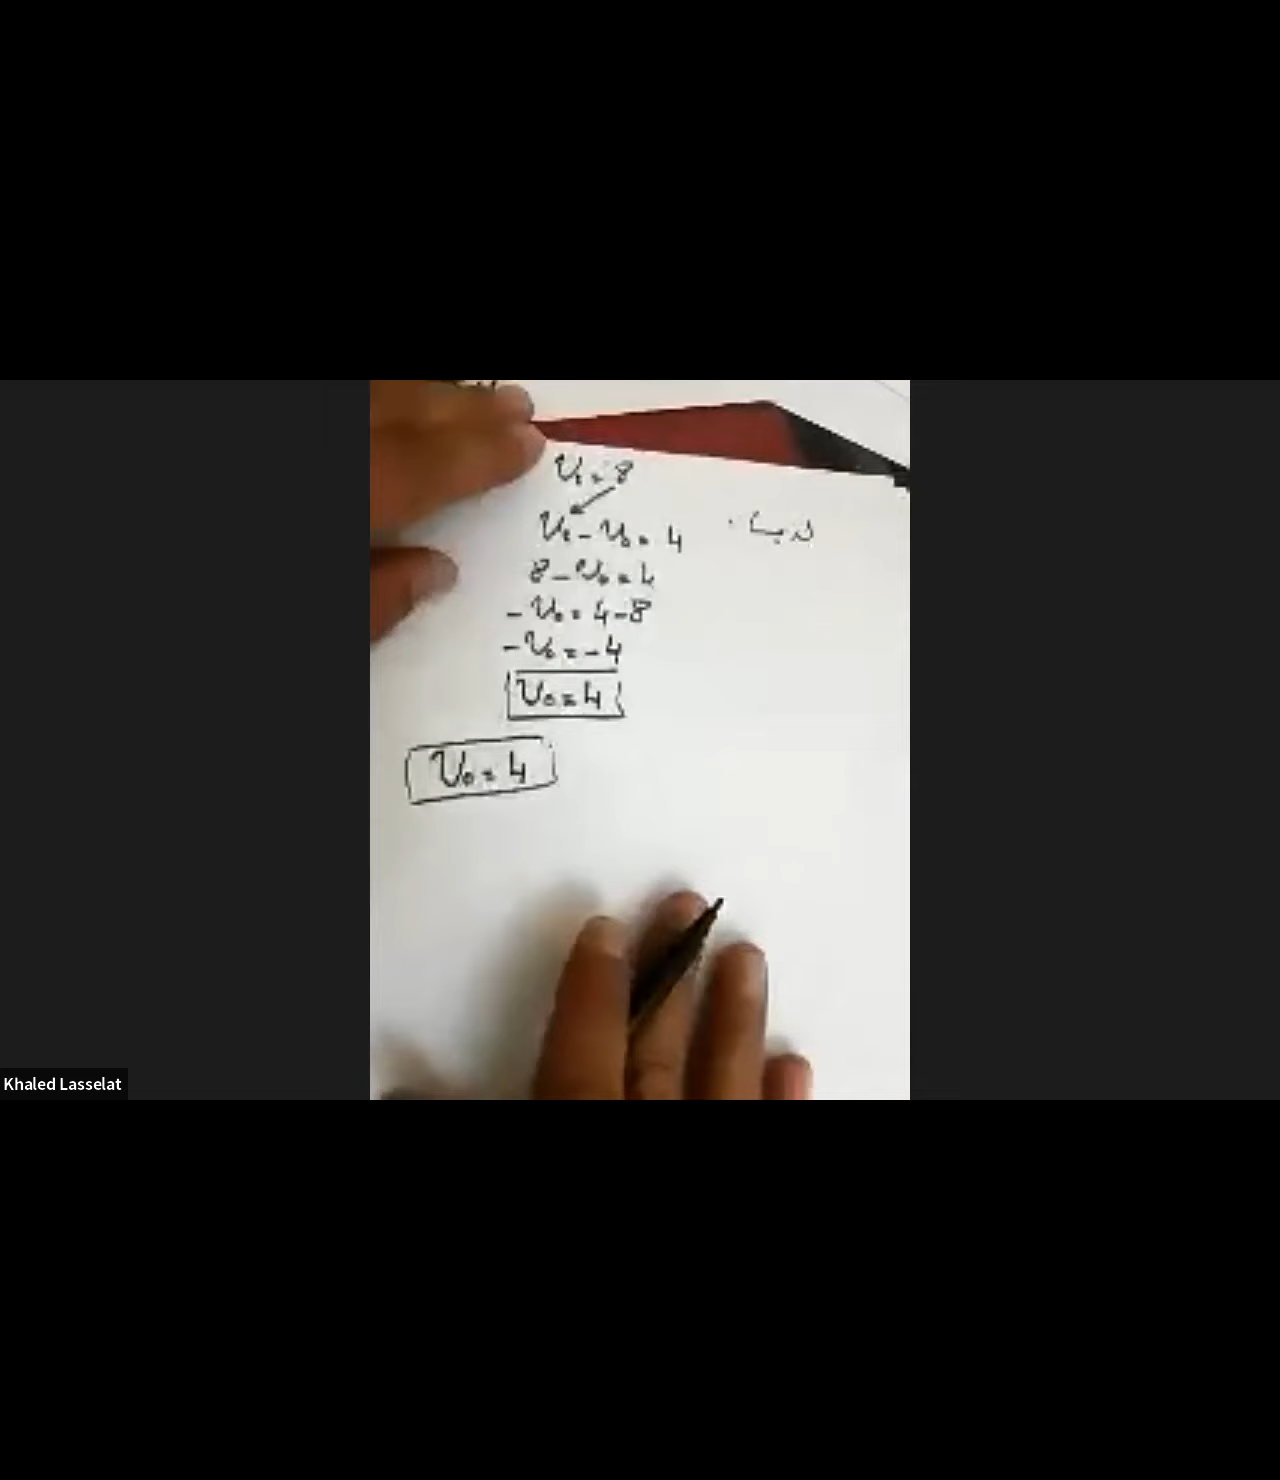 U₁ = 8
U₁ - U₀ = 4 لدينا
8 - U₀ = 4
- U₀ = 4 - 8
- U₀ = - 4
U₀ = 4
U₀ = 4
Khaled Lasselat